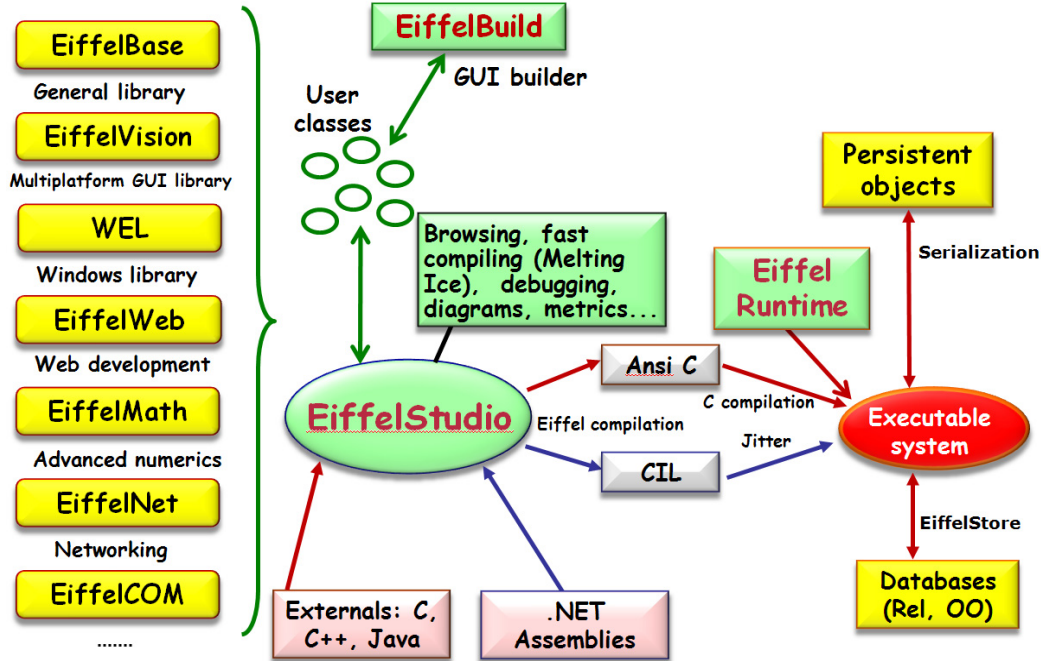 EiffelBase
General library
EiffelVision
Multiplatform GUI library
WEL
Windows library
EiffelWeb
Web development
EiffelMath
Advanced numerics
EiffelNet
Networking
EiffelCOM
.......
EiffelBuild
GUI builder
User
classes
Browsing, fast
compiling (Melting
Ice), debugging,
diagrams, metrics...
EiffelStudio
Eiffel compilation
Ansi C
C compilation
CIL
Jitter
Externals: C,
C++, Java
.NET
Assemblies
Eiffel
Runtime
Persistent
objects
Serialization
Executable
system
EiffelStore
Databases
(Rel, OO)